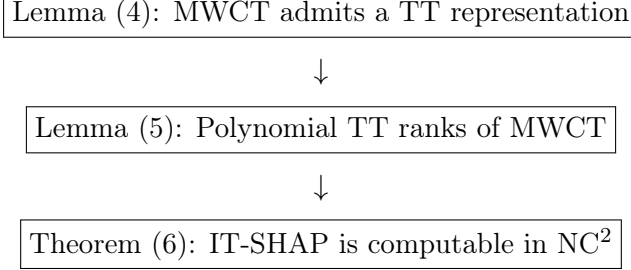 Lemma (4): MWCT admits a TT representation
↓
Lemma (5): Polynomial TT ranks of MWCT
↓
Theorem (6): IT-SHAP is computable in NC²